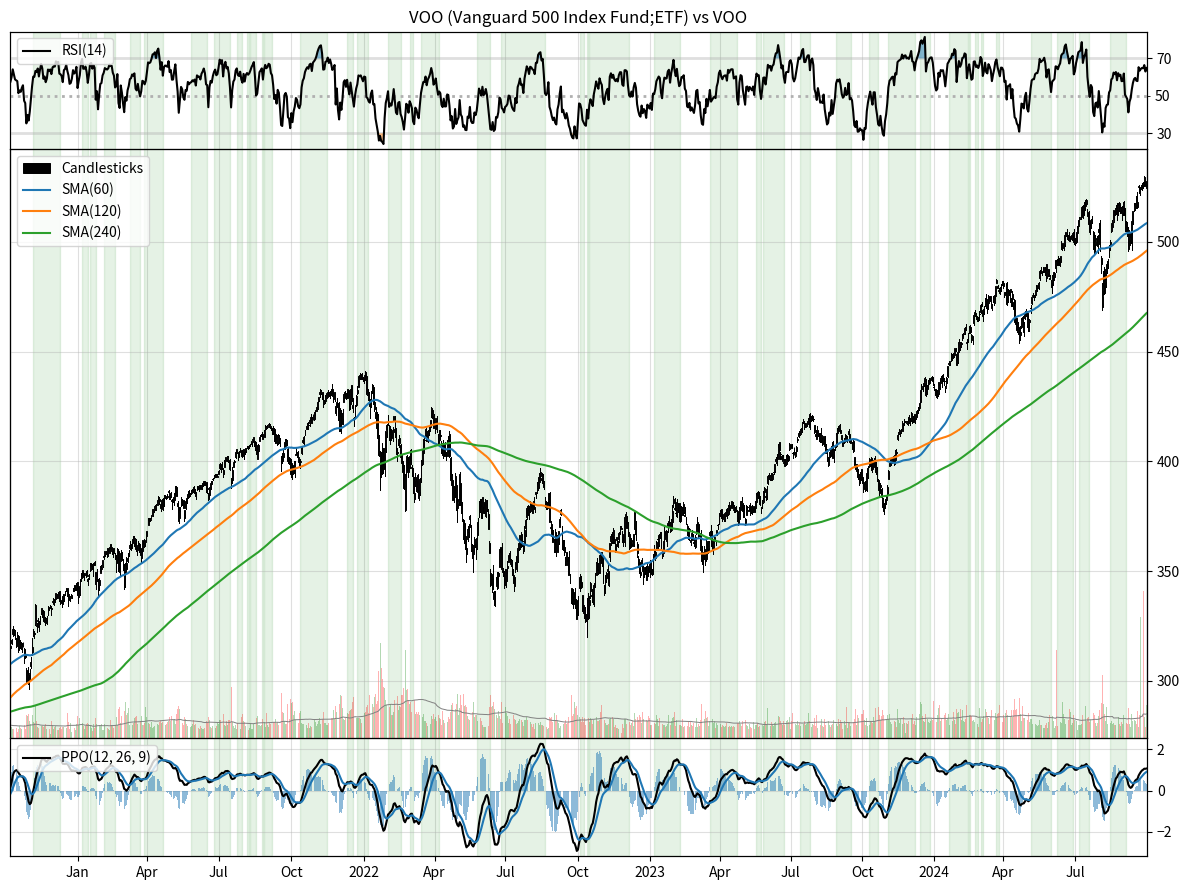 VOO (Vanguard 500 Index Fund;ETF) vs VOO
RSI(14)
70
50
30
Candlesticks
SMA(60)
SMA(120)
SMA(240)
500
450
400
350
300
PPO(12, 26, 9)
2
0
−2
Jan Apr Jul Oct 2022 Apr Jul Oct 2023 Apr Jul Oct 2024 Apr Jul